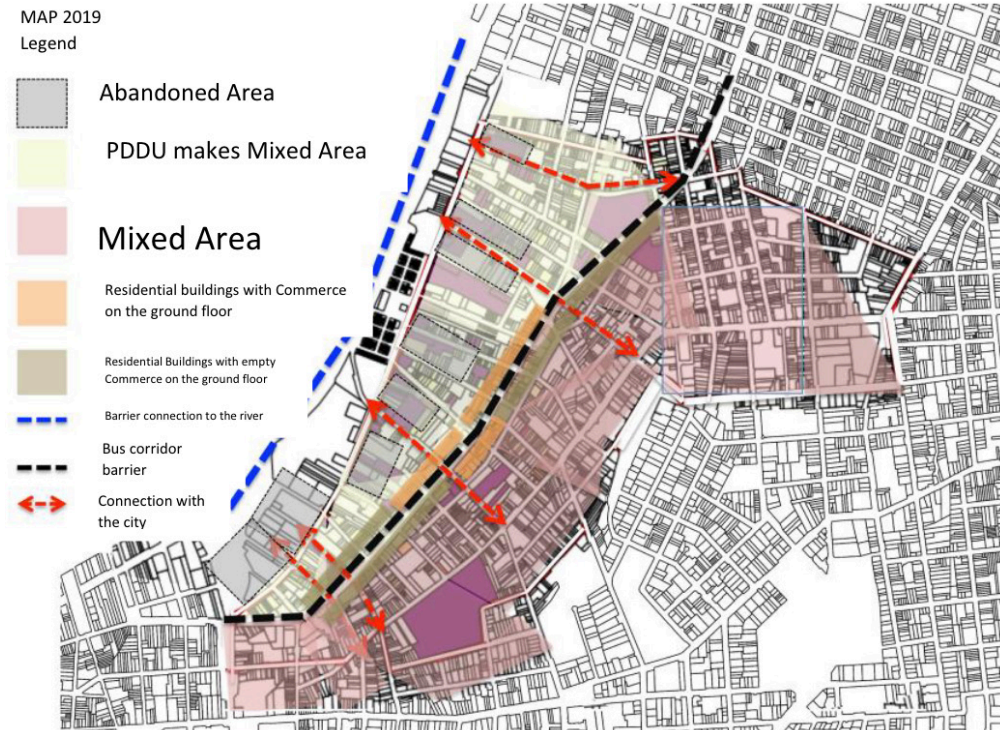 MAP 2019
Legend
Abandoned Area
PDDU makes Mixed Area
Mixed Area
Residential buildings with Commerce
on the ground floor
Residential Buildings with empty
Commerce on the ground floor
Barrier connection to the river
Bus corridor
barrier
Connection with
the city